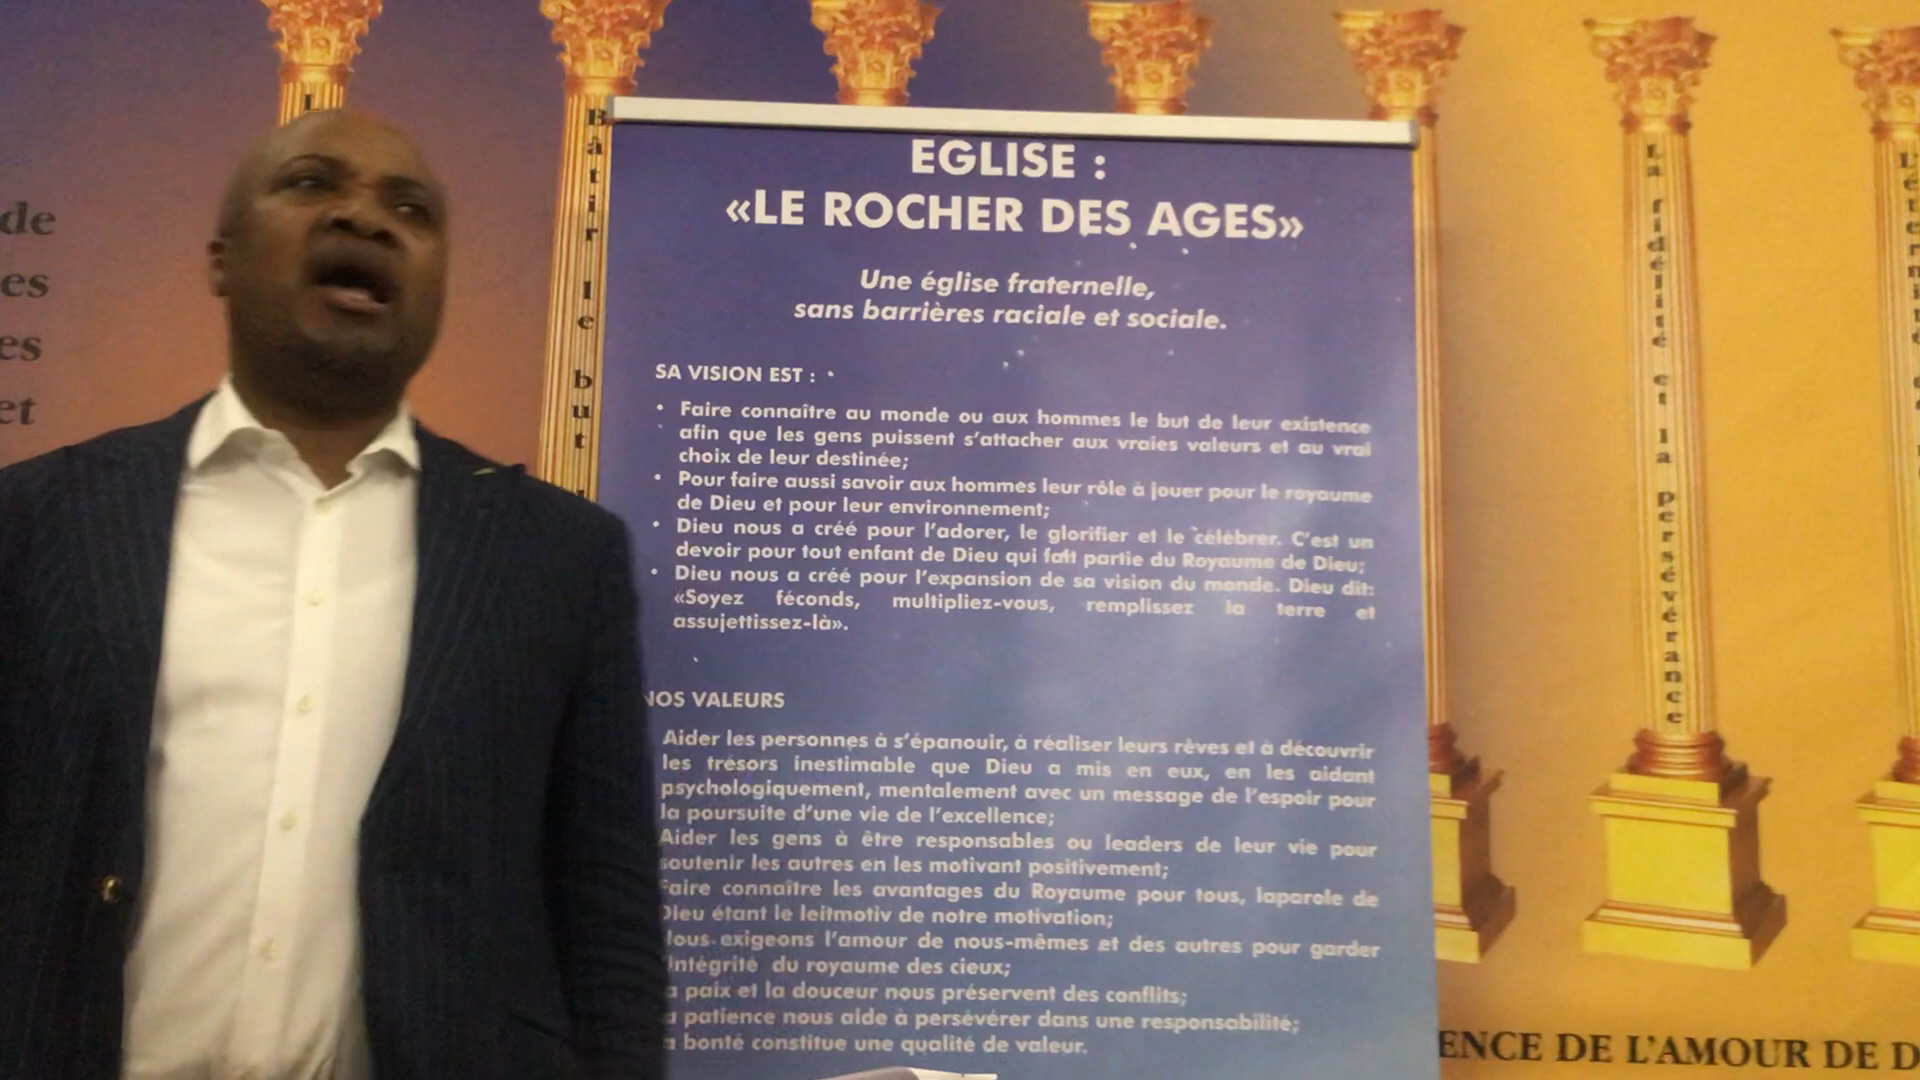 EGLISE :
«LE ROCHER DES AGES»
Une église fraternelle,
sans barrières raciale et sociale.
SA VISION EST :
• Faire connaître au monde ou aux hommes le but de leur existence
afin que les gens puissent s'attacher aux vraies valeurs et au vrai
choix de leur destinée;
• Pour faire aussi savoir aux hommes leur rôle à jouer pour le royaume
de Dieu et pour leur environnement;
• Dieu nous a créé pour l'adorer, le glorifier et le célèbrer. C'est un
devoir pour tout enfant de Dieu qui fait partie du Royaume de Dieu;
• Dieu nous a créé pour l'expansion de sa vision du monde. Dieu dit:
«Soyez féconds, multipliez-vous, remplissez la terre et
assujettissez-là».
NOS VALEURS
Aider les personnes à s'épanouir, à réaliser leurs rêves et à découvrir
les trésors inestimable que Dieu a mis en eux, en les aidant
psychologiquement, mentalement avec un message de l'espoir pour
la poursuite d'une vie de l'excellence;
Aider les gens à être responsables ou leaders de leur vie pour
soutenir les autres en les motivant positivement;
Faire connaître les avantages du Royaume pour tous, laparole de
Dieu étant le leitmotiv de notre motivation;
Nous exigeons l'amour de nous-mêmes et des autres pour garder
intégrité du royaume des cieux;
a paix et la douceur nous préservent des conflits;
a patience nous aide à persévérer dans une responsabilité;
a bonté constitue une qualité de valeur.
de
es
es
et
Bâtir le but
La fidélité et la persévérance
ENCE DE L'AMOUR DE D